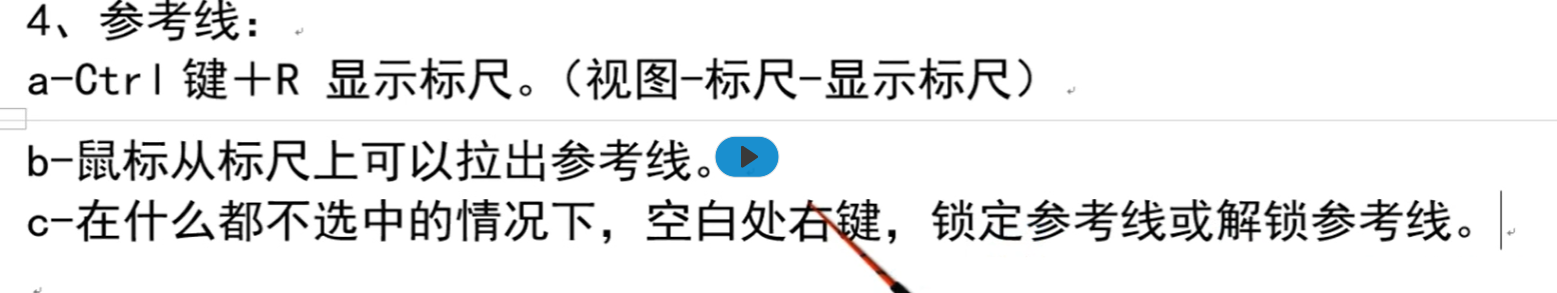 4、参考线：
a-Ctrl 键＋R 显示标尺。（视图-标尺-显示标尺）
b-鼠标从标尺上可以拉出参考线。
c-在什么都不选中的情况下，空白处右键，锁定参考线或解锁参考线。